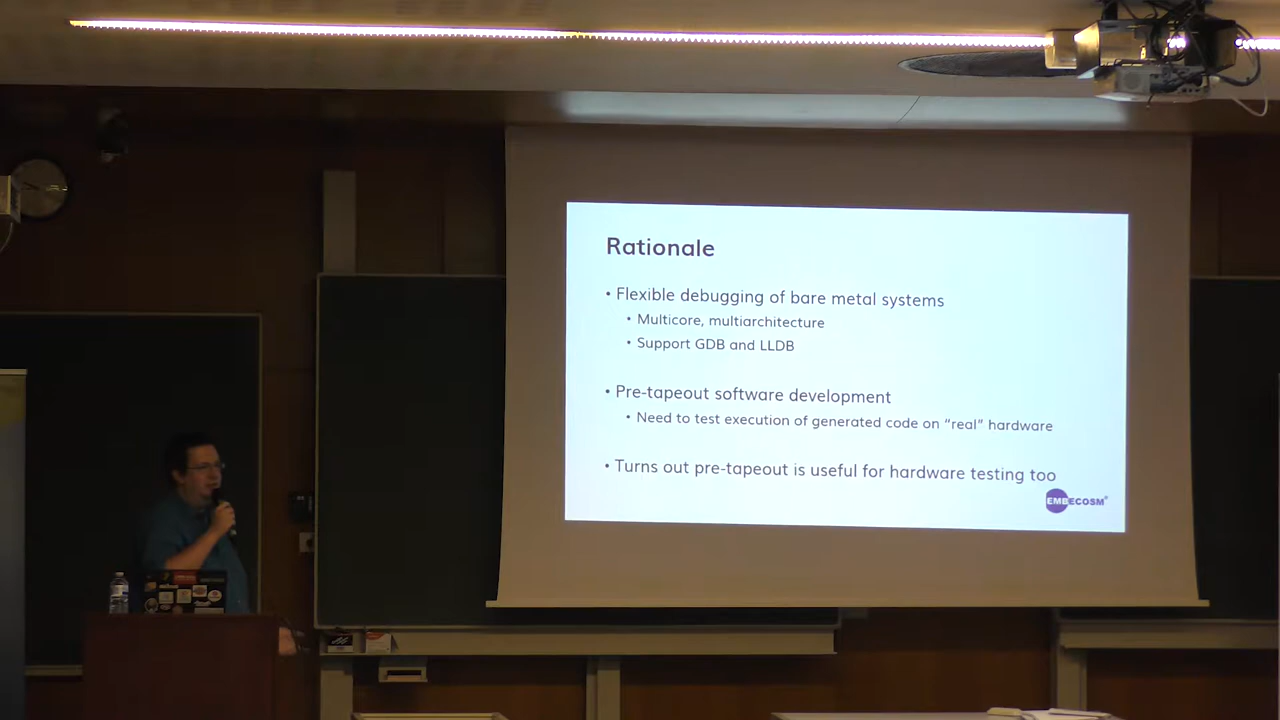 Rationale
• Flexible debugging of bare metal systems
• Multicore, multiarchitecture
• Support GDB and LLDB
• Pre-tapeout software development
• Need to test execution of generated code on “real” hardware
• Turns out pre-tapeout is useful for hardware testing too
EMBECOSM®